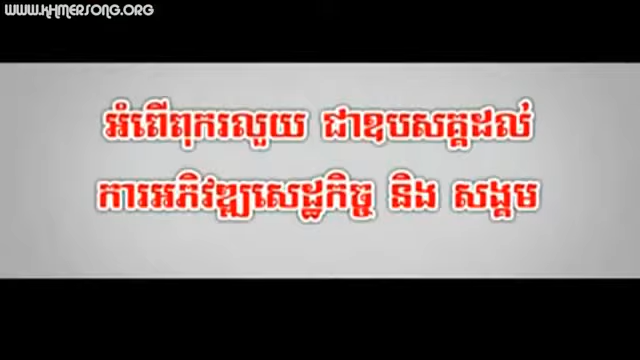 WWW.KHMERSONG.ORG
អំពើពុករលួយ ជាឧបសគ្គដល់
ការអភិវឌ្ឍសេដ្ឋកិច្ច និង សង្គម